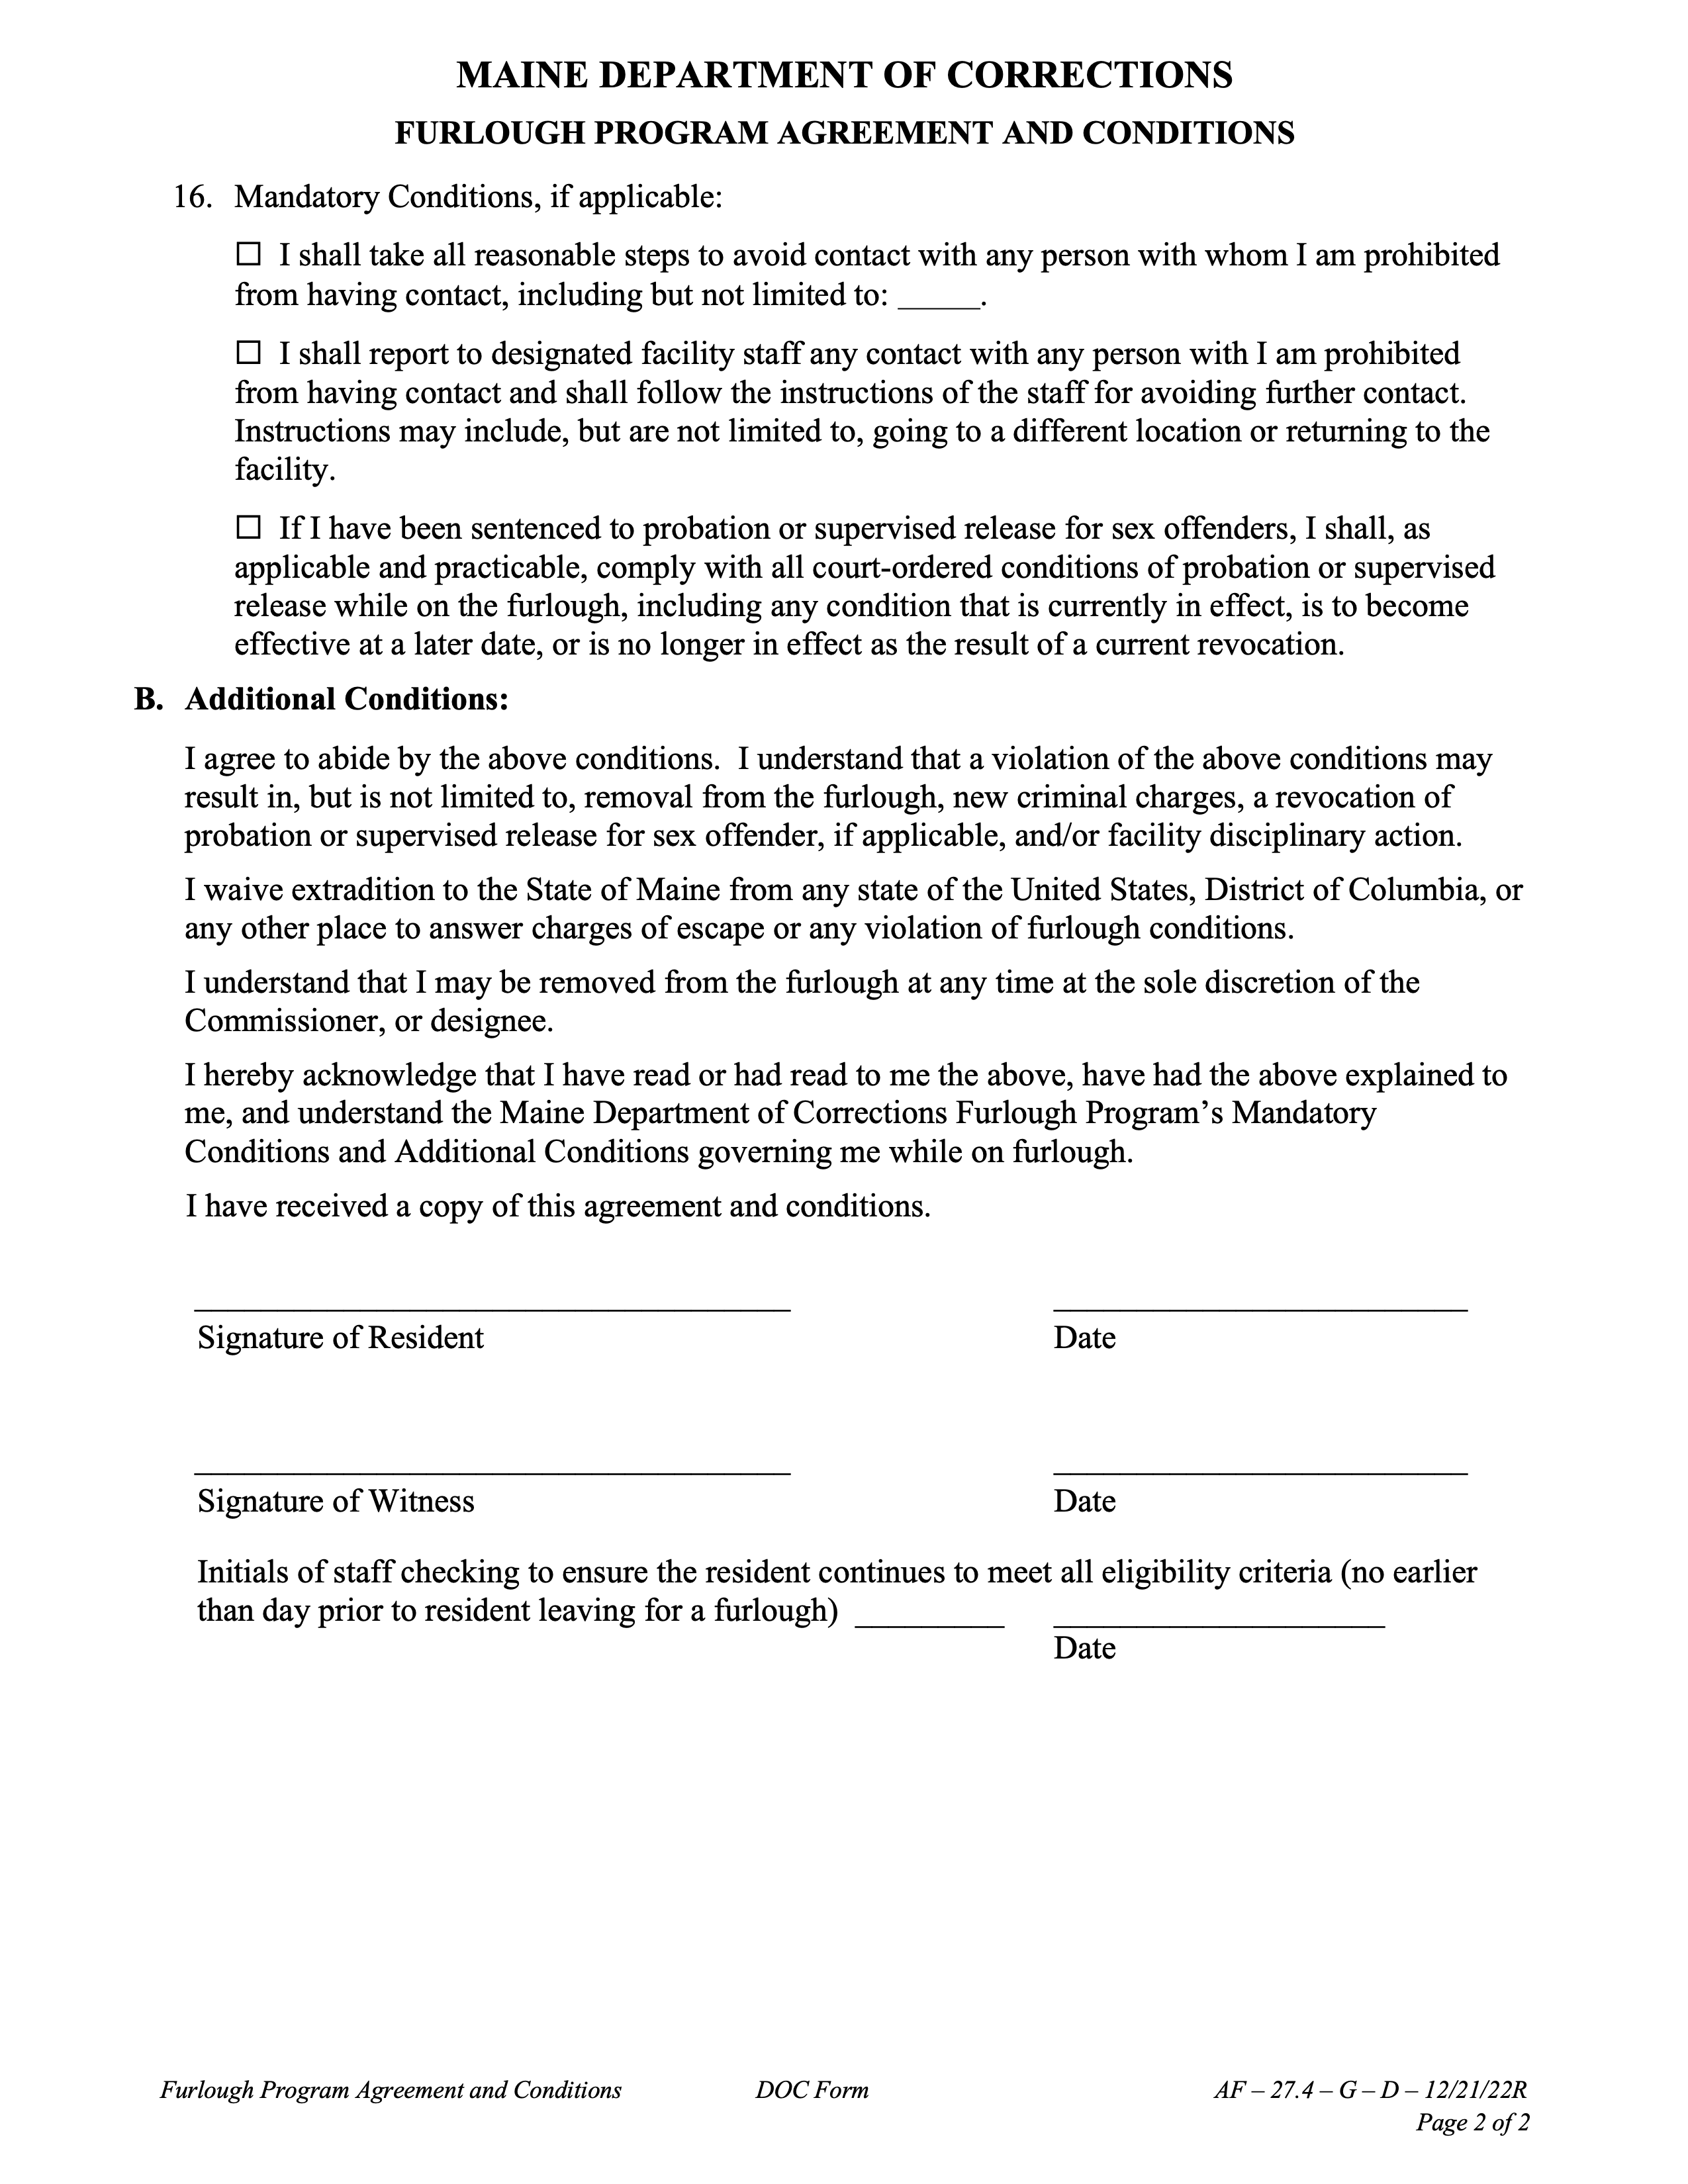 MAINE DEPARTMENT OF CORRECTIONS
FURLOUGH PROGRAM AGREEMENT AND CONDITIONS
16. Mandatory Conditions, if applicable:
☐ I shall take all reasonable steps to avoid contact with any person with whom I am prohibited
from having contact, including but not limited to: _____.
☐ I shall report to designated facility staff any contact with any person with I am prohibited
from having contact and shall follow the instructions of the staff for avoiding further contact.
Instructions may include, but are not limited to, going to a different location or returning to the
facility.
☐ If I have been sentenced to probation or supervised release for sex offenders, I shall, as
applicable and practicable, comply with all court-ordered conditions of probation or supervised
release while on the furlough, including any condition that is currently in effect, is to become
effective at a later date, or is no longer in effect as the result of a current revocation.
B. Additional Conditions:
I agree to abide by the above conditions. I understand that a violation of the above conditions may
result in, but is not limited to, removal from the furlough, new criminal charges, a revocation of
probation or supervised release for sex offender, if applicable, and/or facility disciplinary action.
I waive extradition to the State of Maine from any state of the United States, District of Columbia, or
any other place to answer charges of escape or any violation of furlough conditions.
I understand that I may be removed from the furlough at any time at the sole discretion of the
Commissioner, or designee.
I hereby acknowledge that I have read or had read to me the above, have had the above explained to
me, and understand the Maine Department of Corrections Furlough Program’s Mandatory
Conditions and Additional Conditions governing me while on furlough.
I have received a copy of this agreement and conditions.
____________________________________ _________________________
Signature of Resident Date
____________________________________ _________________________
Signature of Witness Date
Initials of staff checking to ensure the resident continues to meet all eligibility criteria (no earlier
than day prior to resident leaving for a furlough) _________ ____________________
Date
Furlough Program Agreement and Conditions DOC Form AF – 27.4 – G – D – 12/21/22R
Page 2 of 2